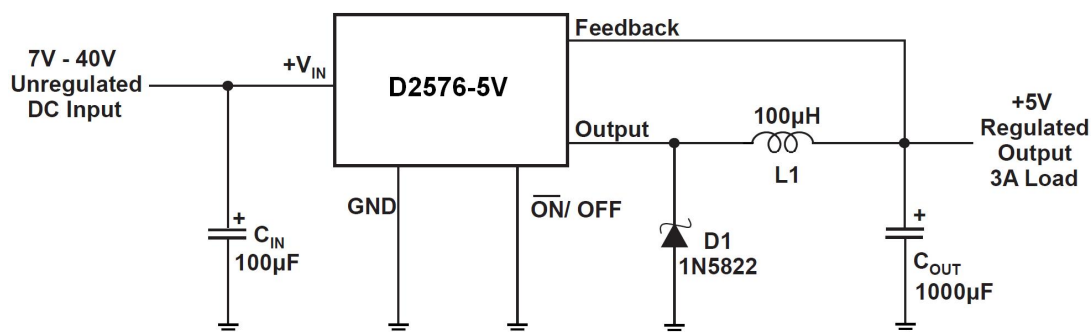 7V - 40V
Unregulated
DC Input
+VIN
D2576-5V
Feedback
Output
100µH
L1
+5V
Regulated
Output
3A Load
GND
ON/ OFF
+
CIN
100µF
D1
1N5822
+
COUT
1000µF